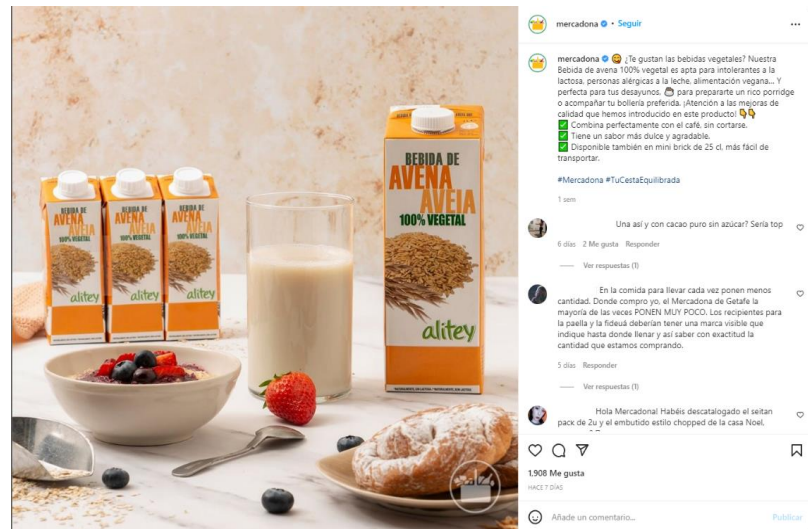 BEBIDA DE
AVENA
AVEIA
100% VEGETAL
alitey
BEBIDA DE
AVENA
AVEIA
100% VEGETAL
alitey
BEBIDA DE
AVENA
AVEIA
100% VEGETAL
alitey
BEBIDA DE
AVENA
AVEIA
100% VEGETAL
alitey
mercadona • Seguir
mercadona 😋 ¿Te gustan las bebidas vegetales? Nuestra
Bebida de avena 100% vegetal es apta para intolerantes a la
lactosa, personas alérgicas a la leche, alimentación vegana... Y
perfecta para tus desayunos. ☕ para prepararte un rico porridge
o acompañar tu bollería preferida. ¡Atención a las mejoras de
calidad que hemos introducido en este producto! 👇👇
✅ Combina perfectamente con el café, sin cortarse.
✅ Tiene un sabor más dulce y agradable.
✅ Disponible también en mini brick de 25 cl, más fácil de
transportar.
#Mercadona #TuCestaEquilibrada
1 sem
Una así y con cacao puro sin azúcar? Sería top
6 días 2 Me gusta Responder
Ver respuestas (1)
En la comida para llevar cada vez ponen menos
cantidad. Donde compro yo, el Mercadona de Getafe la
mayoría de las veces PONEN MUY POCO. Los recipientes para
la paella y la fideuá deberían tener una marca visible que
indique hasta donde llenar y así saber con exactitud la
cantidad que estamos comprando.
5 días Responder
Ver respuestas (1)
Hola Mercadona! Habéis descatalogado el seitan
pack de 2u y el embutido estilo chopped de la casa Noel,
1.908 Me gusta
HACE 7 DÍAS
Añade un comentario...
Publicar